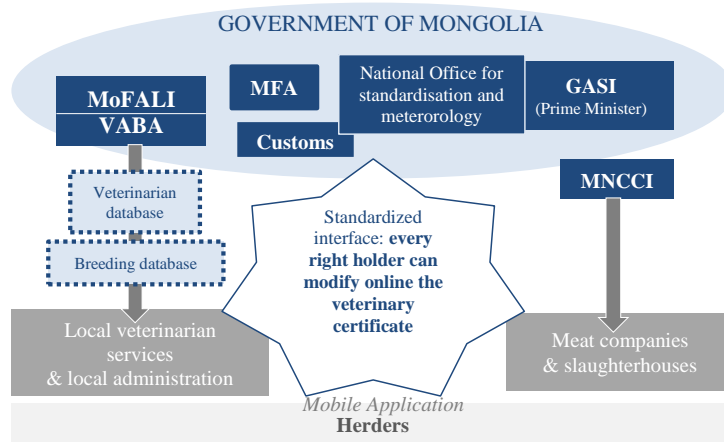 GOVERNMENT OF MONGOLIA
MoFALI
VABA
MFA
Customs
National Office for
standardisation and
meterorology
GASI
(Prime Minister)
MNCCI
Veterinarian
database
Breeding database
Standardized
interface: every
right holder can
modify online the
veterinary
certificate
Local veterinarian
services
& local administration
Meat companies
& slaughterhouses
Mobile Application
Herders